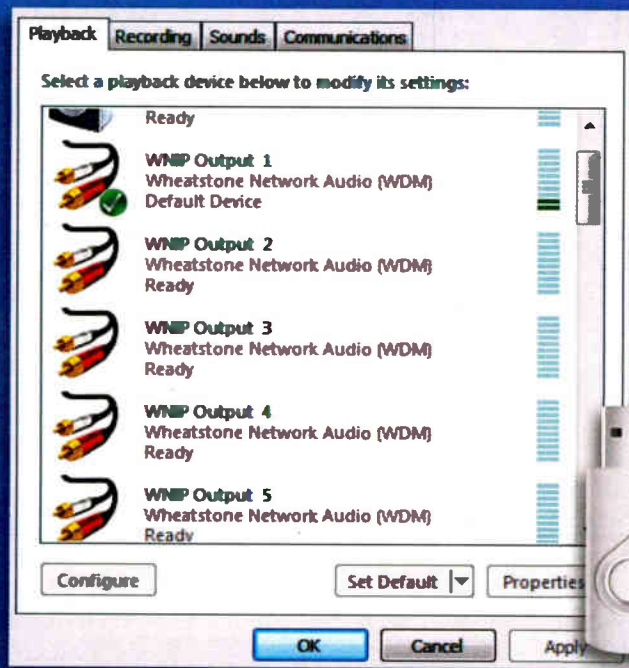 Playback Recording Sounds Communications
Select a playback device below to modify its settings:
Ready
WNIP Output 1
Wheatstone Network Audio (WDM)
Default Device
WNIP Output 2
Wheatstone Network Audio (WDM)
Ready
WNIP Output 3
Wheatstone Network Audio (WDM)
Ready
WNIP Output 4
Wheatstone Network Audio (WDM)
Ready
WNIP Output 5
Wheatstone Network Audio (WDM)
Ready
Configure Set Default Properties
OK Cancel Apply